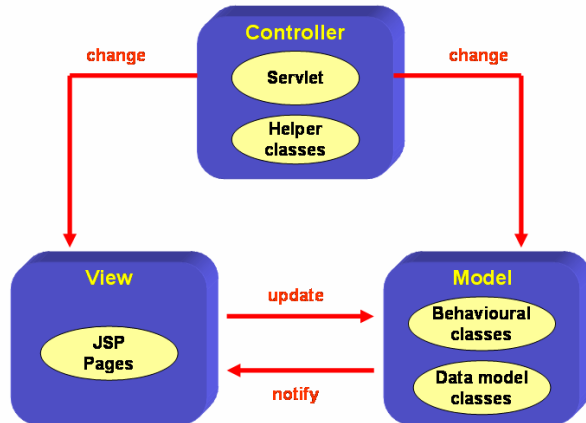 Controller
change
Servlet
change
Helper
classes
View
Model
update
Behavioural
classes
JSP
Pages
Data model
classes
notify